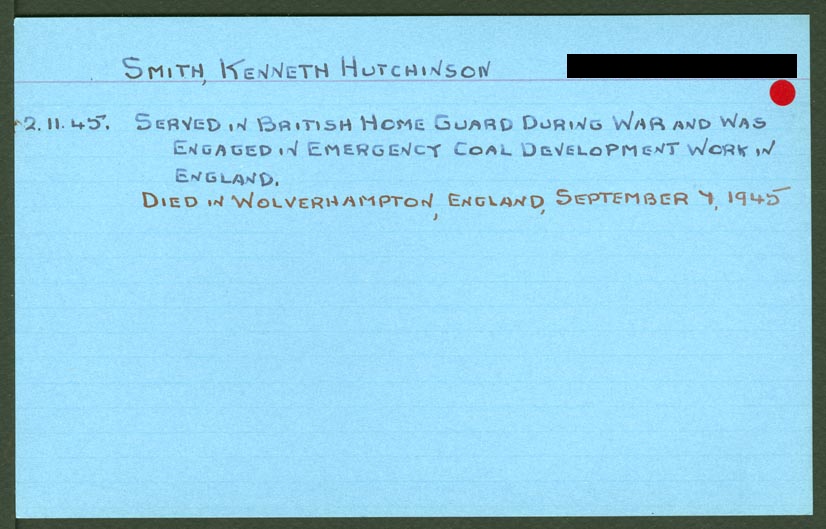 SMITH, KENNETH HUTCHINSON
2.11.45. SERVED IN BRITISH HOME GUARD DURING WAR AND WAS
ENGAGED IN EMERGENCY COAL DEVELOPMENT WORK IN
ENGLAND.
DIED IN WOLVERHAMPTON, ENGLAND, SEPTEMBER 7, 1945